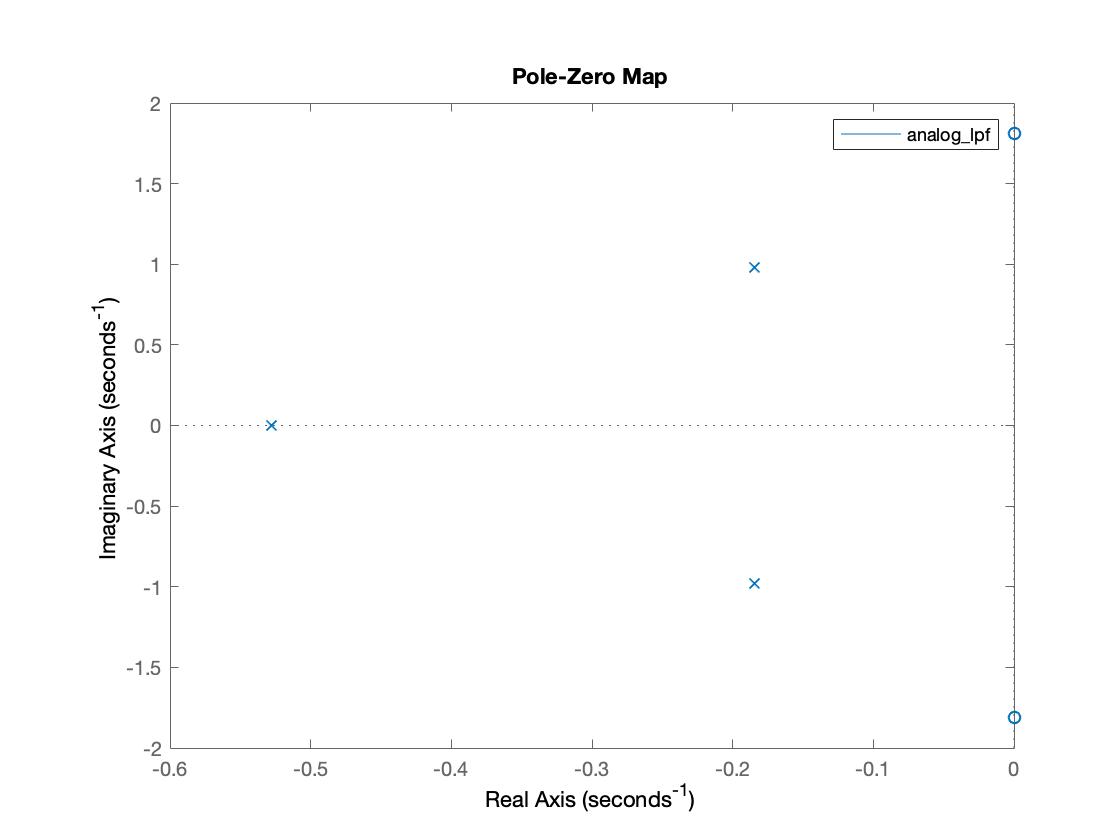 Pole-Zero Map
2
analog_lpf
1.5
1
0.5
0
-0.5
-1
-1.5
-2
Imaginary Axis (seconds-1)
-0.6 -0.5 -0.4 -0.3 -0.2 -0.1 0
Real Axis (seconds-1)